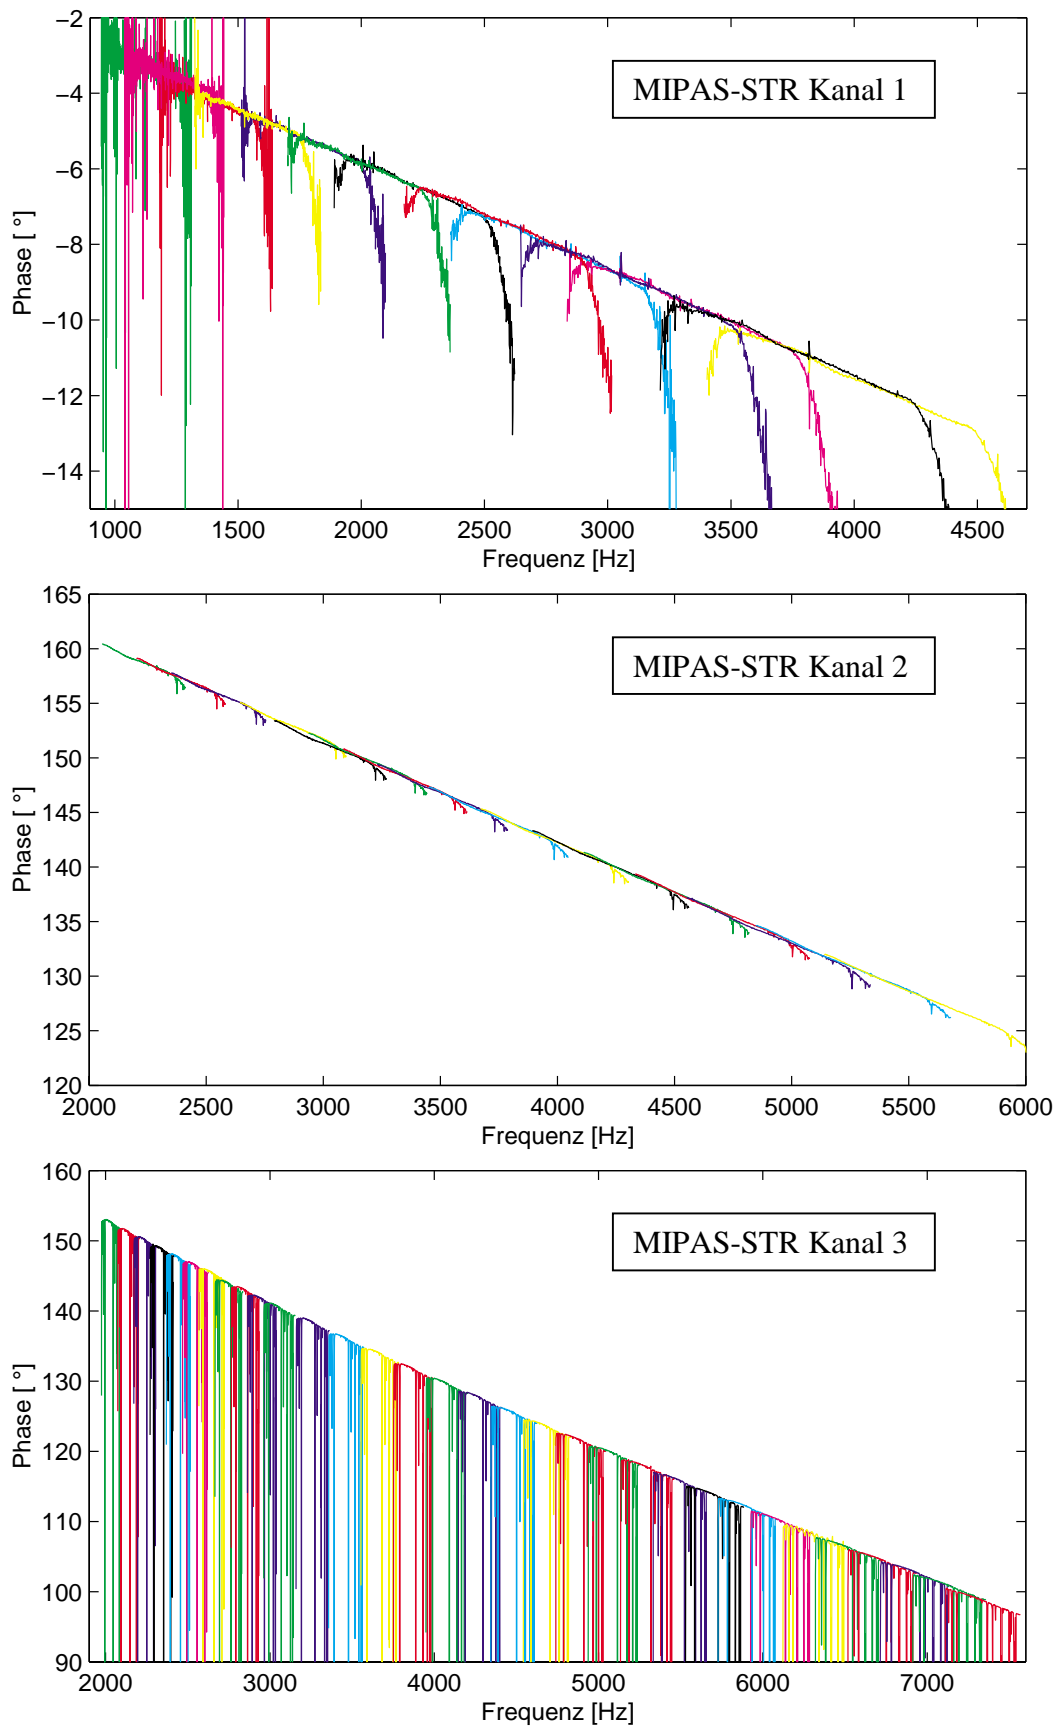 −2
−4
−6
−8
−10
−12
−14
Phase [ °]
MIPAS-STR Kanal 1
1000 1500 2000 2500 3000 3500 4000 4500
Frequenz [Hz]
165
160
155
150
145
140
135
130
125
120
Phase [ °]
MIPAS-STR Kanal 2
2000 2500 3000 3500 4000 4500 5000 5500 6000
Frequenz [Hz]
160
150
140
130
120
110
100
90
Phase [ °]
MIPAS-STR Kanal 3
2000 3000 4000 5000 6000 7000
Frequenz [Hz]